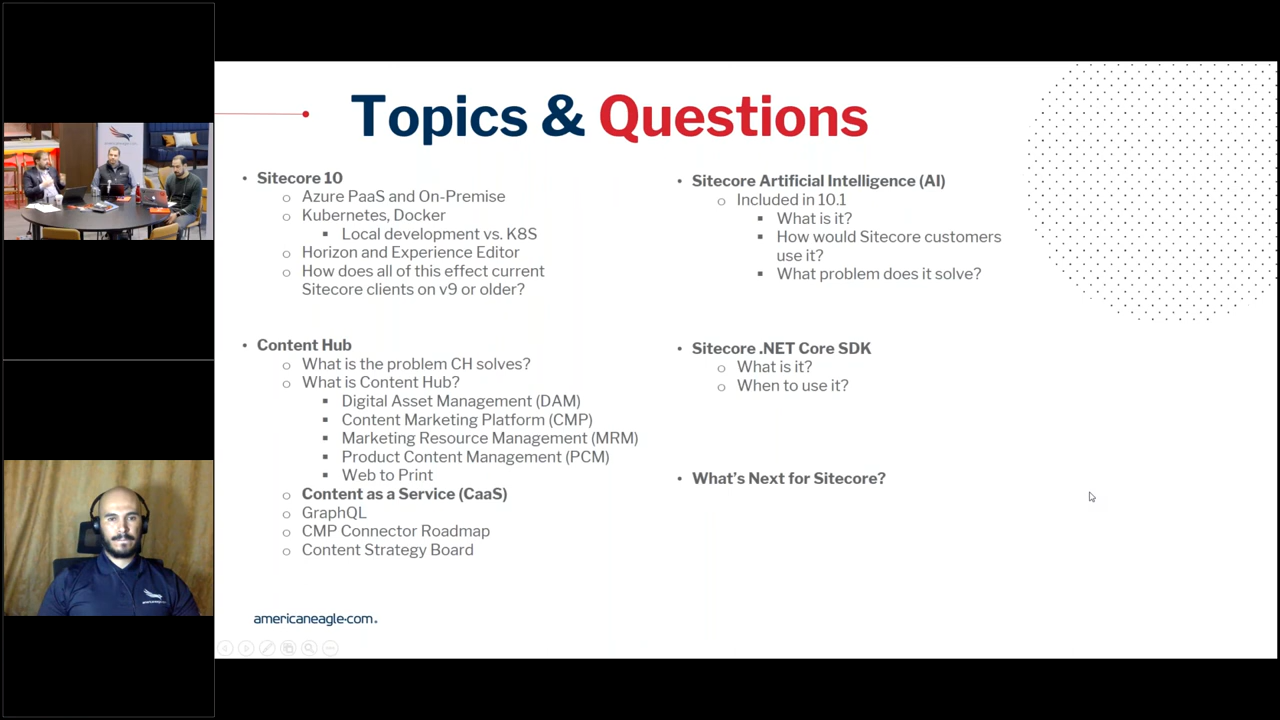 Topics & Questions
Sitecore 10
Azure PaaS and On-Premise
Kubernetes, Docker
Local development vs. K8S
Horizon and Experience Editor
How does all of this effect current
Sitecore clients on v9 or older?
Content Hub
What is the problem CH solves?
What is Content Hub?
Digital Asset Management (DAM)
Content Marketing Platform (CMP)
Marketing Resource Management (MRM)
Product Content Management (PCM)
Web to Print
Content as a Service (CaaS)
GraphQL
CMP Connector Roadmap
Content Strategy Board
Sitecore Artificial Intelligence (AI)
Included in 10.1
What is it?
How would Sitecore customers
use it?
What problem does it solve?
Sitecore .NET Core SDK
What is it?
When to use it?
What's Next for Sitecore?
americaneagle.com.